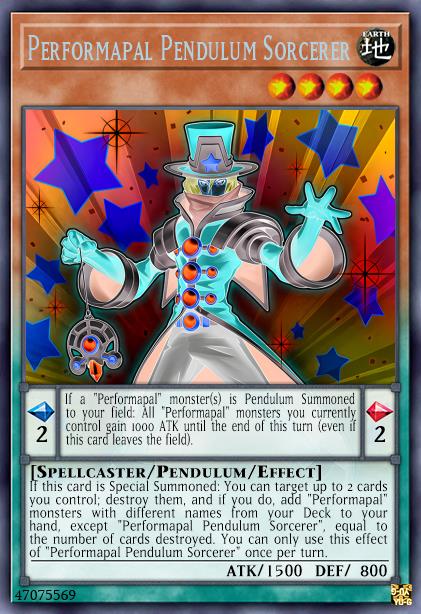 PERFORMAPAL PENDULUM SORCERER
EARTH
地
If a "Performapal" monster(s) is Pendulum Summoned
to your field: All "Performapal" monsters you currently
control gain 1000 ATK until the end of this turn (even if
this card leaves the field).
2
2
[SPELLCASTER/PENDULUM/EFFECT]
If this card is Special Summoned: You can target up to 2 cards
you control; destroy them, and if you do, add "Performapal"
monsters with different names from your Deck to your
hand, except "Performapal Pendulum Sorcerer", equal to
the number of cards destroyed. You can only use this effect
of "Performapal Pendulum Sorcerer" once per turn.
ATK/1500 DEF/ 800
47075569